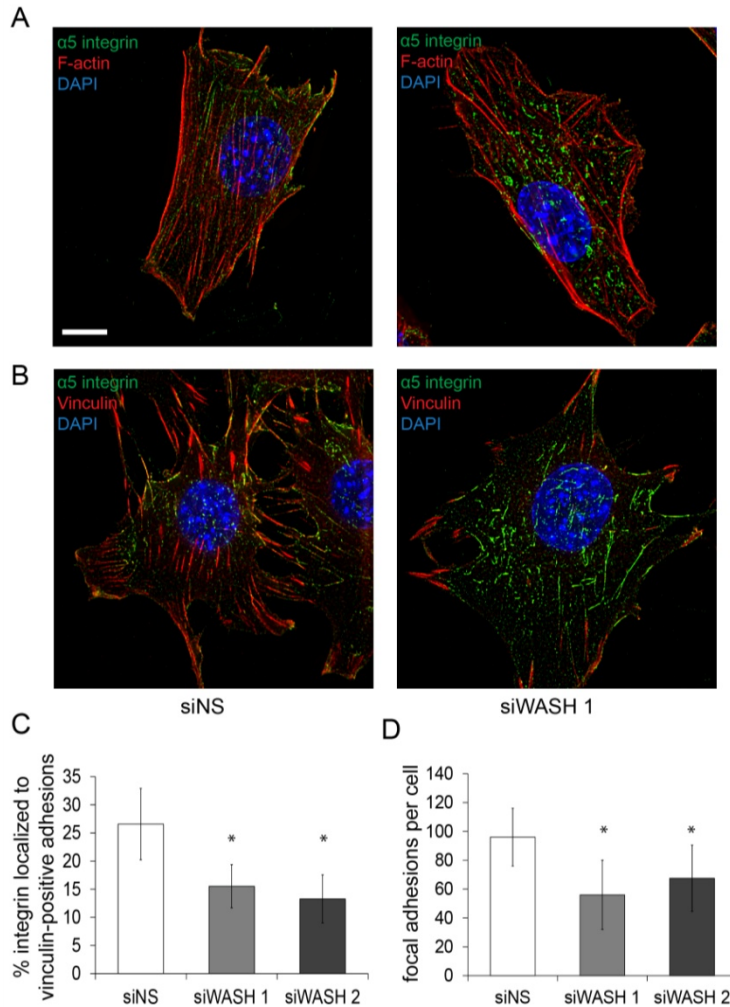 A
α5 integrin
F-actin
DAPI
α5 integrin
F-actin
DAPI
B
α5 integrin
Vinculin
DAPI
α5 integrin
Vinculin
DAPI
siNS
siWASH 1
C
% integrin localized to
vinculin-positive adhesions
35
30
25
20
15
10
5
0
*
*
siNS
siWASH 1
siWASH 2
D
focal adhesions per cell
140
120
100
80
60
40
20
0
*
*
siNS
siWASH 1
siWASH 2